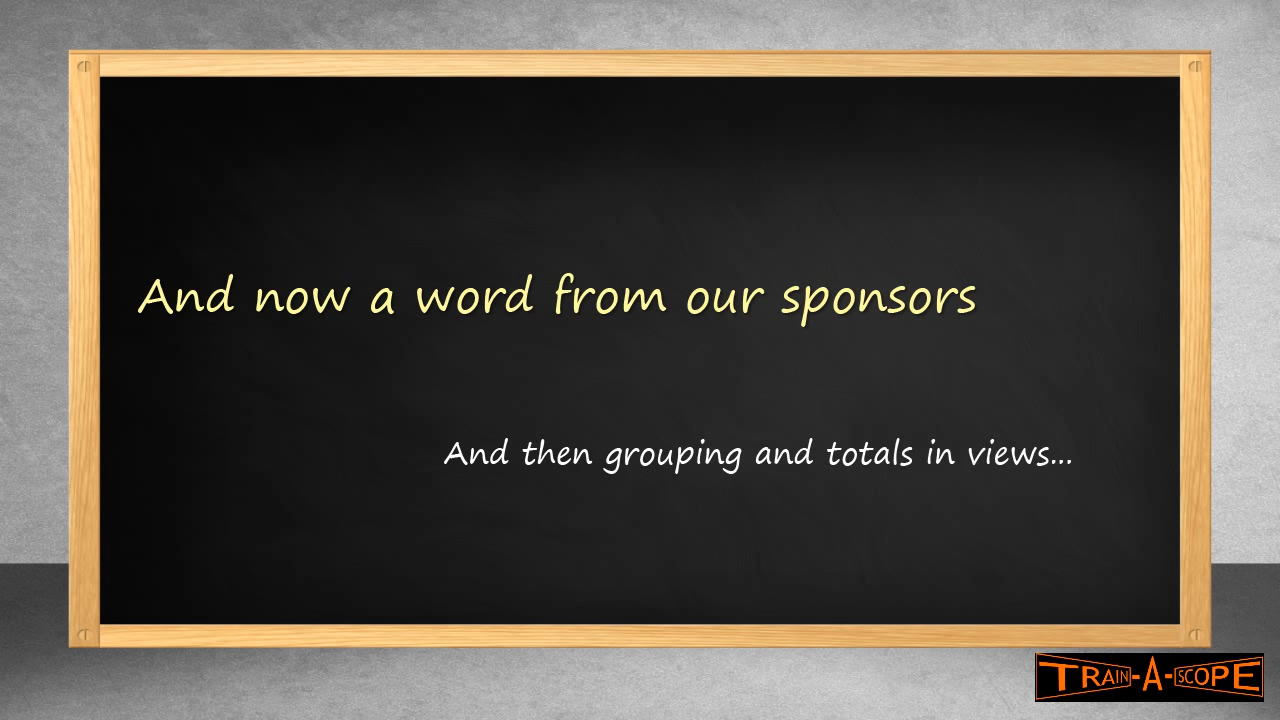 And now a word from our sponsors
And then grouping and totals in views...
TRAIN-A-SCOPE